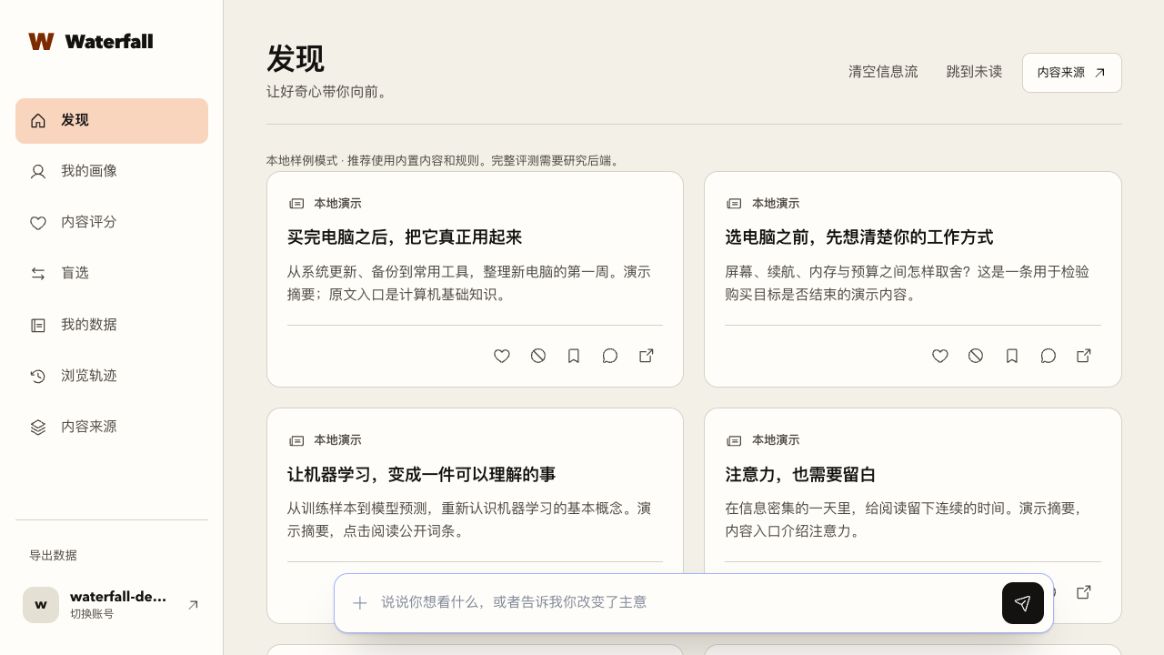 W Waterfall
发现
我的画像
内容评分
盲选
我的数据
浏览轨迹
内容来源
导出数据
w
waterfall-de...
切换账号
发现
让好奇心带你向前。
清空信息流
跳到未读
内容来源
本地样例模式 · 推荐使用内置内容和规则。完整评测需要研究后端。
本地演示
买完电脑之后，把它真正用起来
从系统更新、备份到常用工具，整理新电脑的第一周。演示
摘要；原文入口是计算机基础知识。
本地演示
选电脑之前，先想清楚你的工作方式
屏幕、续航、内存与预算之间怎样取舍？这是一条用于检验
购买目标是否结束的演示内容。
本地演示
让机器学习，变成一件可以理解的事
从训练样本到模型预测，重新认识机器学习的基本概念。演
示摘要，点击阅读公开词条。
本地演示
注意力，也需要留白
在信息密集的一天里，给阅读留下连续的时间。演示摘要，
内容入口介绍注意力。
说说你想看什么，或者告诉我你改变了主意